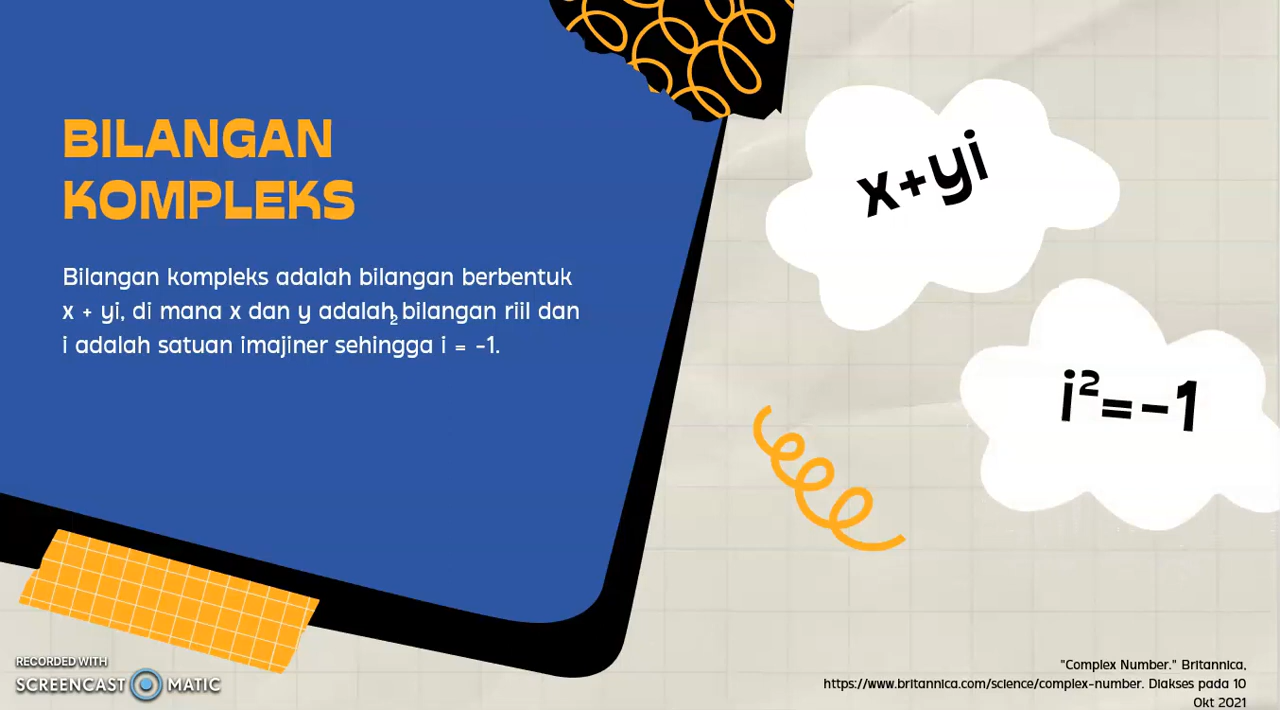 BILANGAN
KOMPLEKS
Bilangan kompleks adalah bilangan berbentuk
x + yi, di mana x dan y adalah bilangan riil dan
2
i adalah satuan imajiner sehingga i = -1.
x+yi
i²=-1
"Complex Number." Britannica,
https://www.britannica.com/science/complex-number. Diakses pada 10
Okt 2021
RECORDED WITH
SCREENCAST MATIC